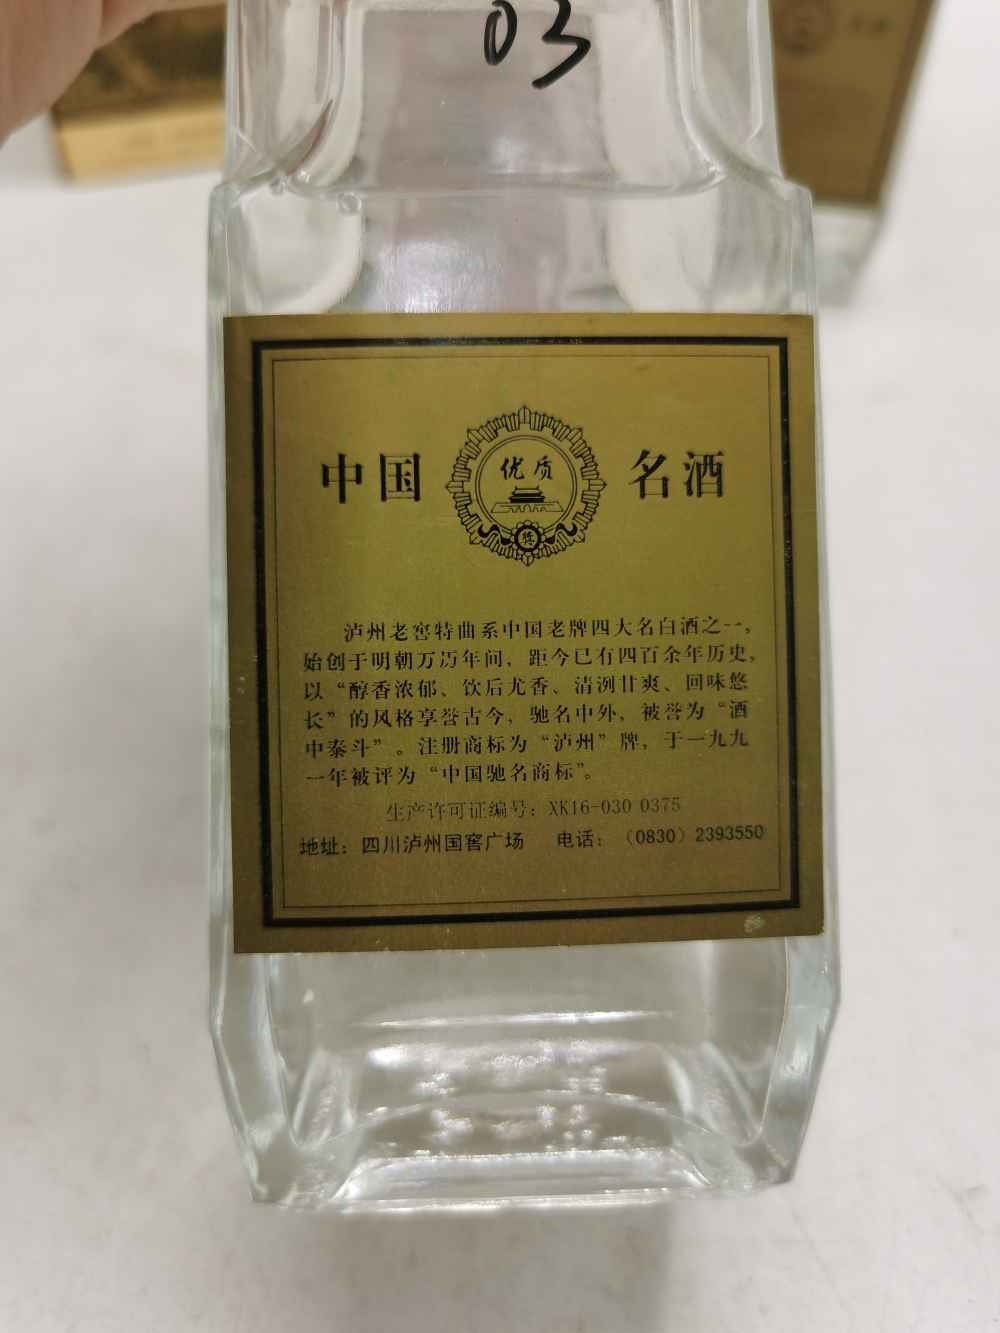 03
中国 优质 名酒
奖
泸州老窖特曲系中国老牌四大名白酒之一，
始创于明朝万历年间，距今已有四百余年历史，
以“醇香浓郁、饮后尤香、清洌甘爽、回味悠
长”的风格享誉古今，驰名中外，被誉为“酒
中泰斗”。注册商标为“泸州”牌，于一九九
一年被评为“中国驰名商标”。
生产许可证编号：XK16-030 0375
地址：四川泸州国窖广场 电话：（0830）2393550